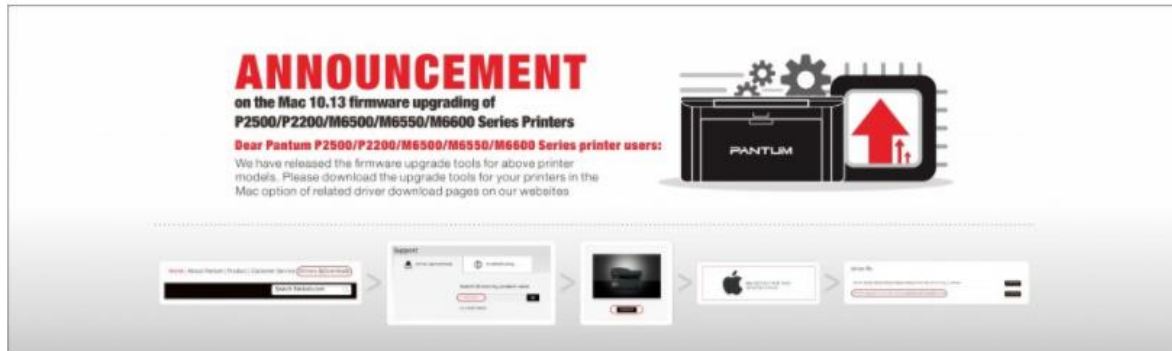 ANNOUNCEMENT
on the Mac 10.13 firmware upgrading of
P2500/P2200/M6500/M6550/M6600 Series Printers
Dear Pantum P2500/P2200/M6500/M6550/M6600 Series printer users:
We have released the firmware upgrade tools for above printer
models. Please download the upgrade tools for your printers in the
Mac option of related driver download pages on our websites
PANTUM
Home | About Pantum | Product | Customer Service |
Support
Search